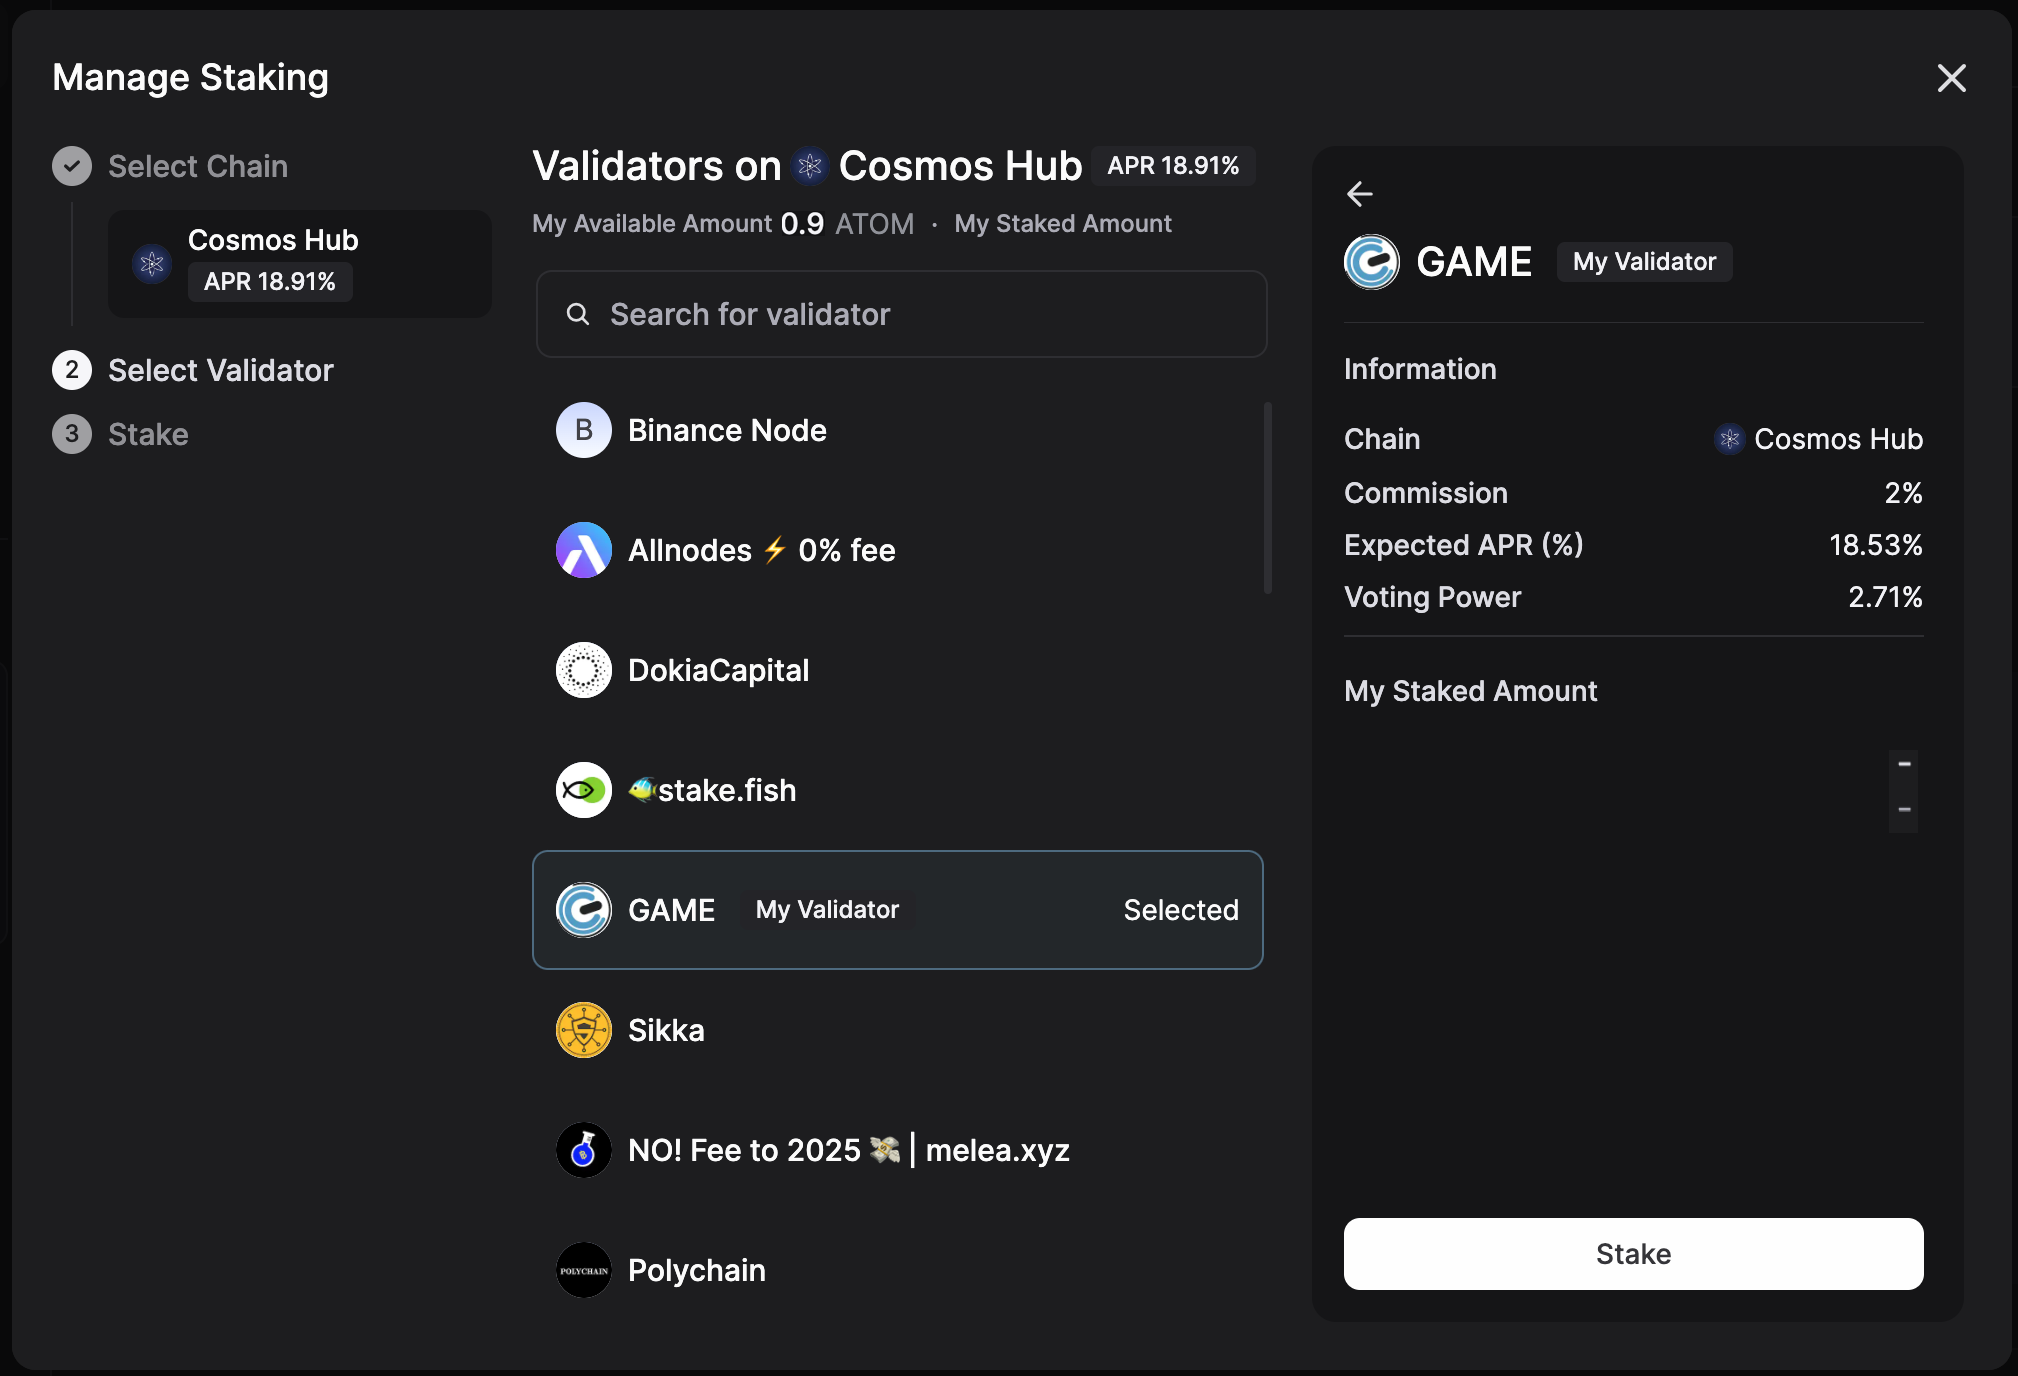 Manage Staking
Select Chain
Cosmos Hub
APR 18.91%
2 Select Validator
3 Stake
Validators on Cosmos Hub APR 18.91%
My Available Amount 0.9 ATOM · My Staked Amount
Search for validator
B Binance Node
Allnodes ⚡ 0% fee
DokiaCapital
🐠stake.fish
GAME My Validator Selected
Sikka
NO! Fee to 2025 💸 | melea.xyz
POLYCHAIN Polychain
GAME My Validator
Information
Chain Cosmos Hub
Commission 2%
Expected APR (%) 18.53%
Voting Power 2.71%
My Staked Amount
-
-
Stake